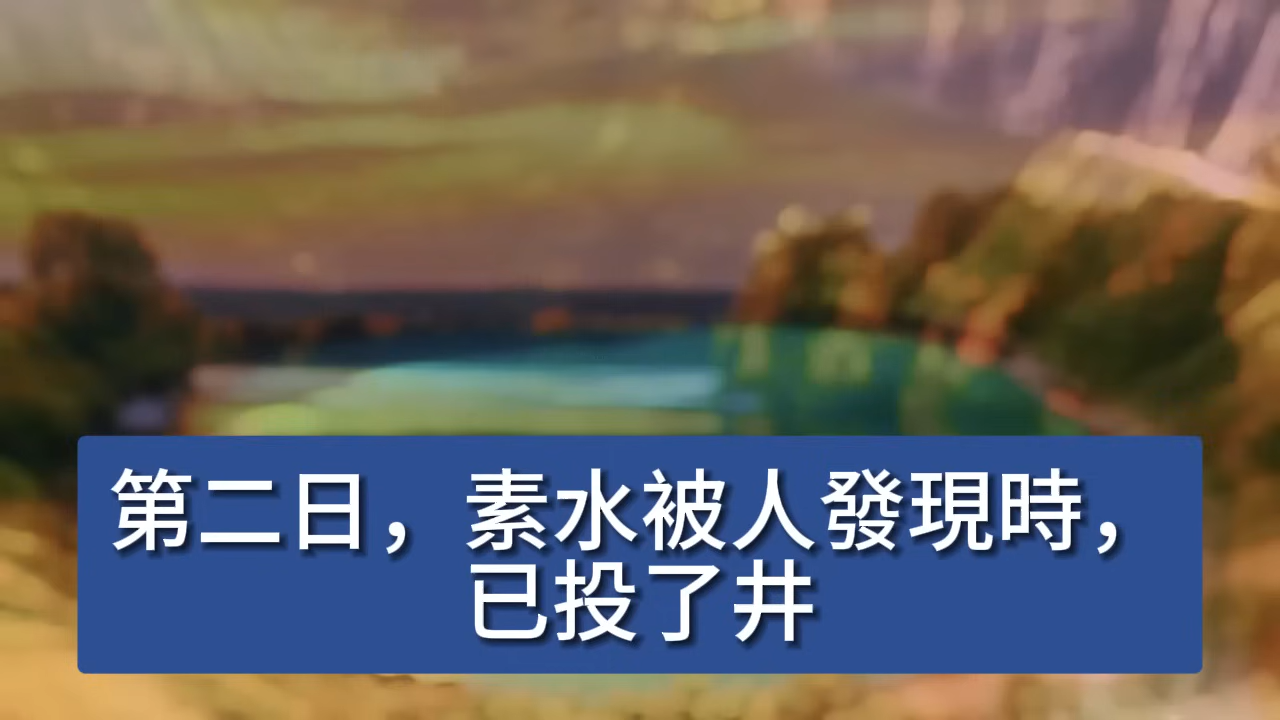 第二日，素水被人發現時，
已投了井